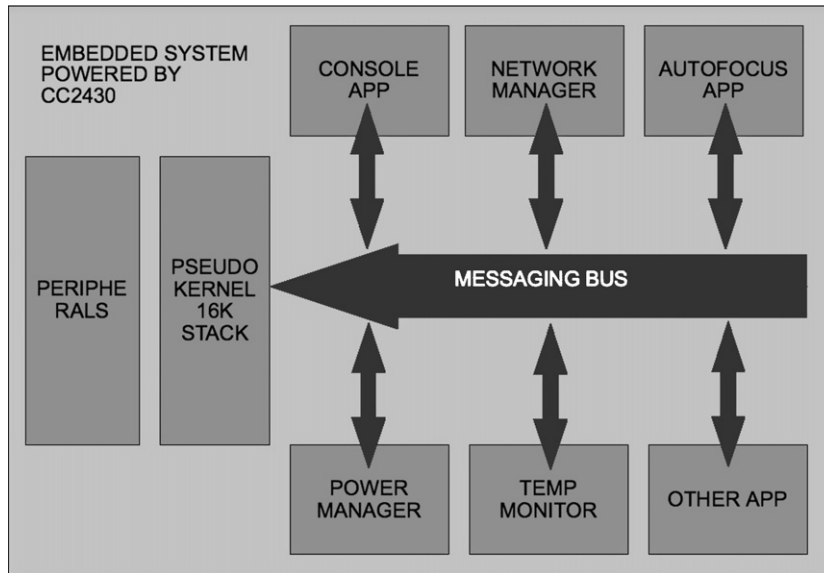 EMBEDDED SYSTEM
POWERED BY
CC2430
CONSOLE
APP
NETWORK
MANAGER
AUTOFOCUS
APP
PERIPHE
RALS
PSEUDO
KERNEL
16K
STACK
MESSAGING BUS
POWER
MANAGER
TEMP
MONITOR
OTHER APP